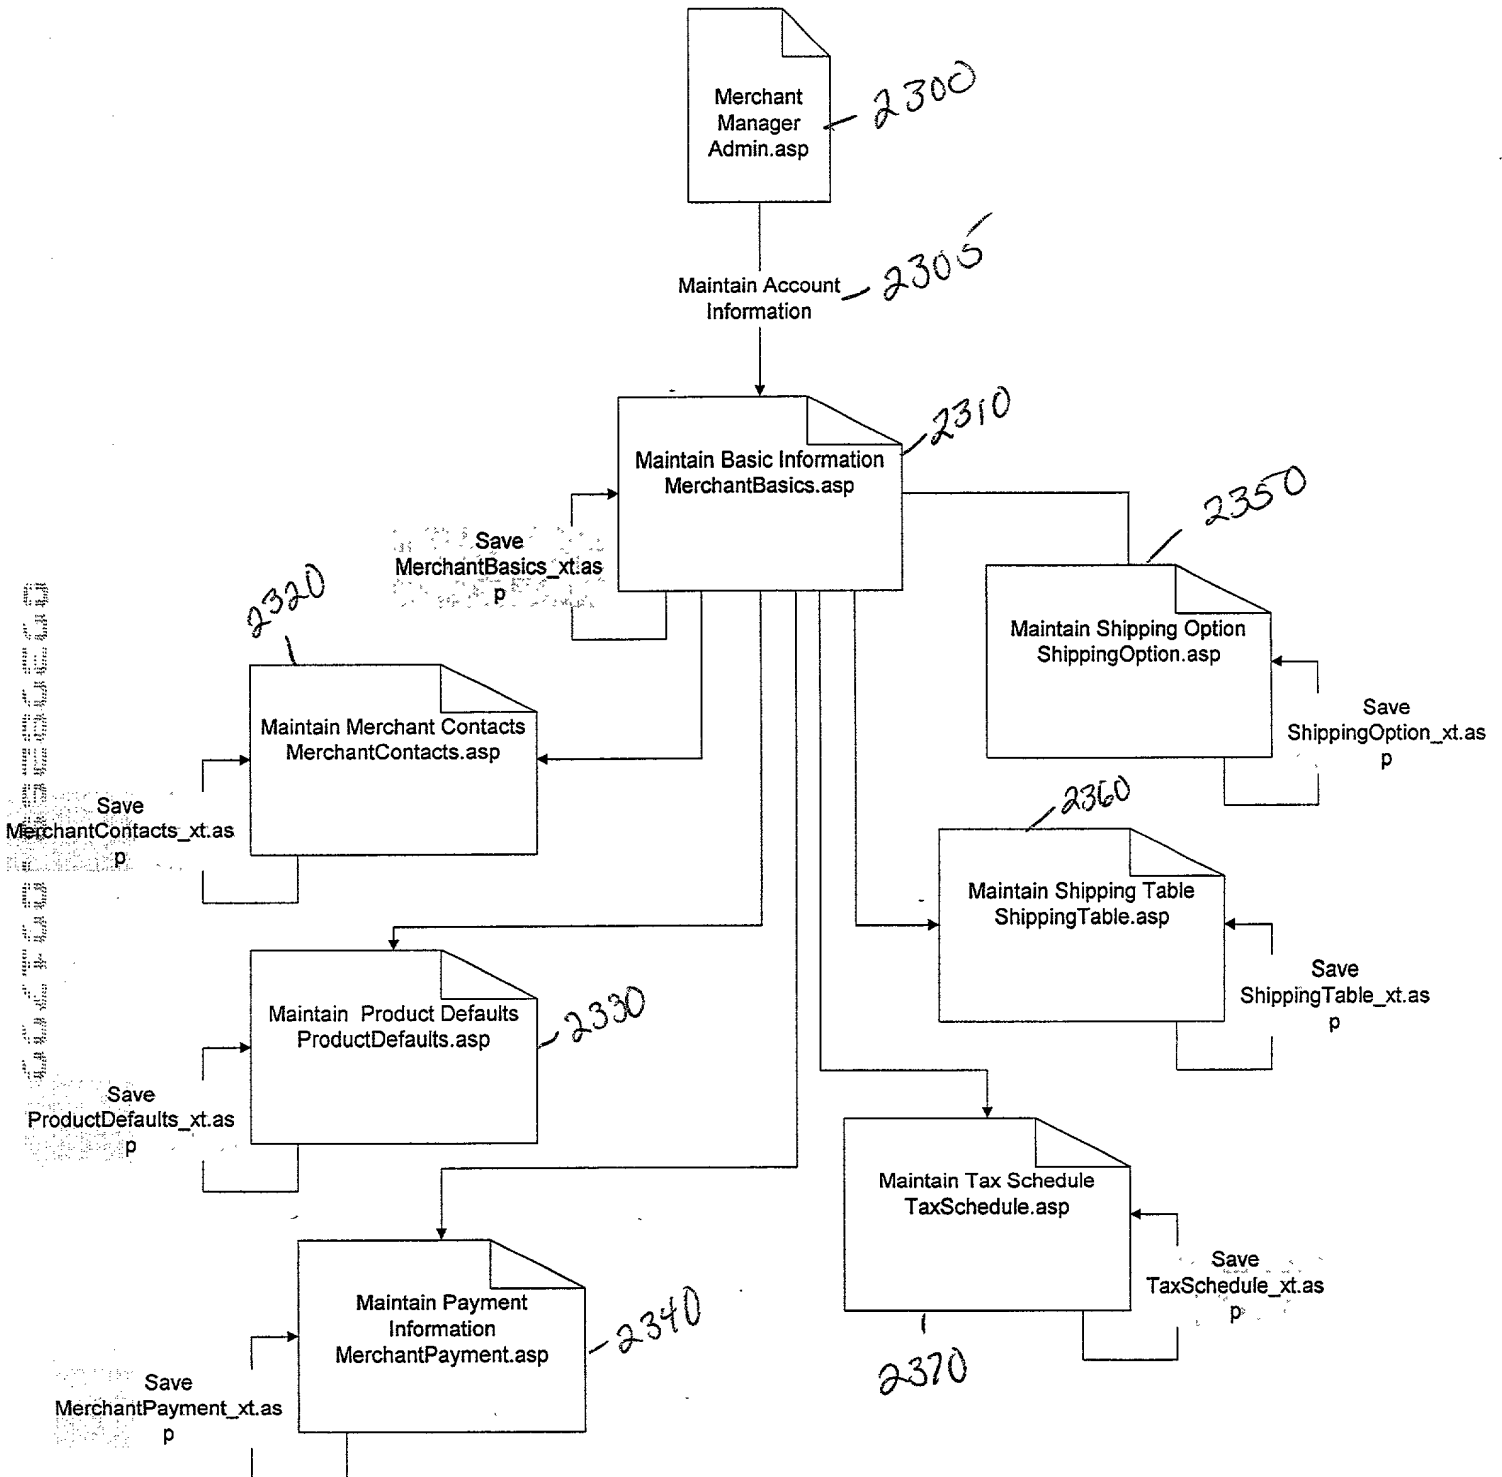 Merchant
Manager
Admin.asp
2300
Maintain Account
Information
2305
Maintain Basic Information
MerchantBasics.asp
2310
Save
MerchantBasics_xt.as
p
2350
Maintain Shipping Option
ShippingOption.asp
Save
ShippingOption_xt.as
p
2320
Maintain Merchant Contacts
MerchantContacts.asp
Save
MerchantContacts_xt.as
p
2360
Maintain Shipping Table
ShippingTable.asp
Save
ShippingTable_xt.as
p
Maintain Product Defaults
ProductDefaults.asp
2330
Save
ProductDefaults_xt.as
p
Maintain Tax Schedule
TaxSchedule.asp
Save
TaxSchedule_xt.as
p
2370
Maintain Payment
Information
MerchantPayment.asp
2340
Save
MerchantPayment_xt.as
p